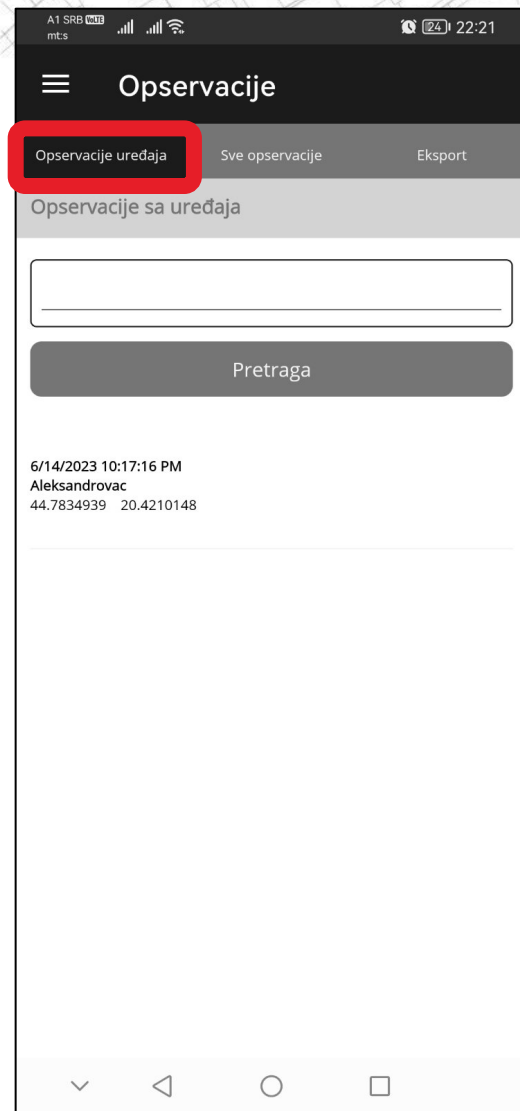 A1 SRB VoLTE
mt:s
24 22:21
Opservacije
Opservacije uređaja Sve opservacije Eksport
Opservacije sa uređaja
Pretraga
6/14/2023 10:17:16 PM
Aleksandrovac
44.7834939 20.4210148